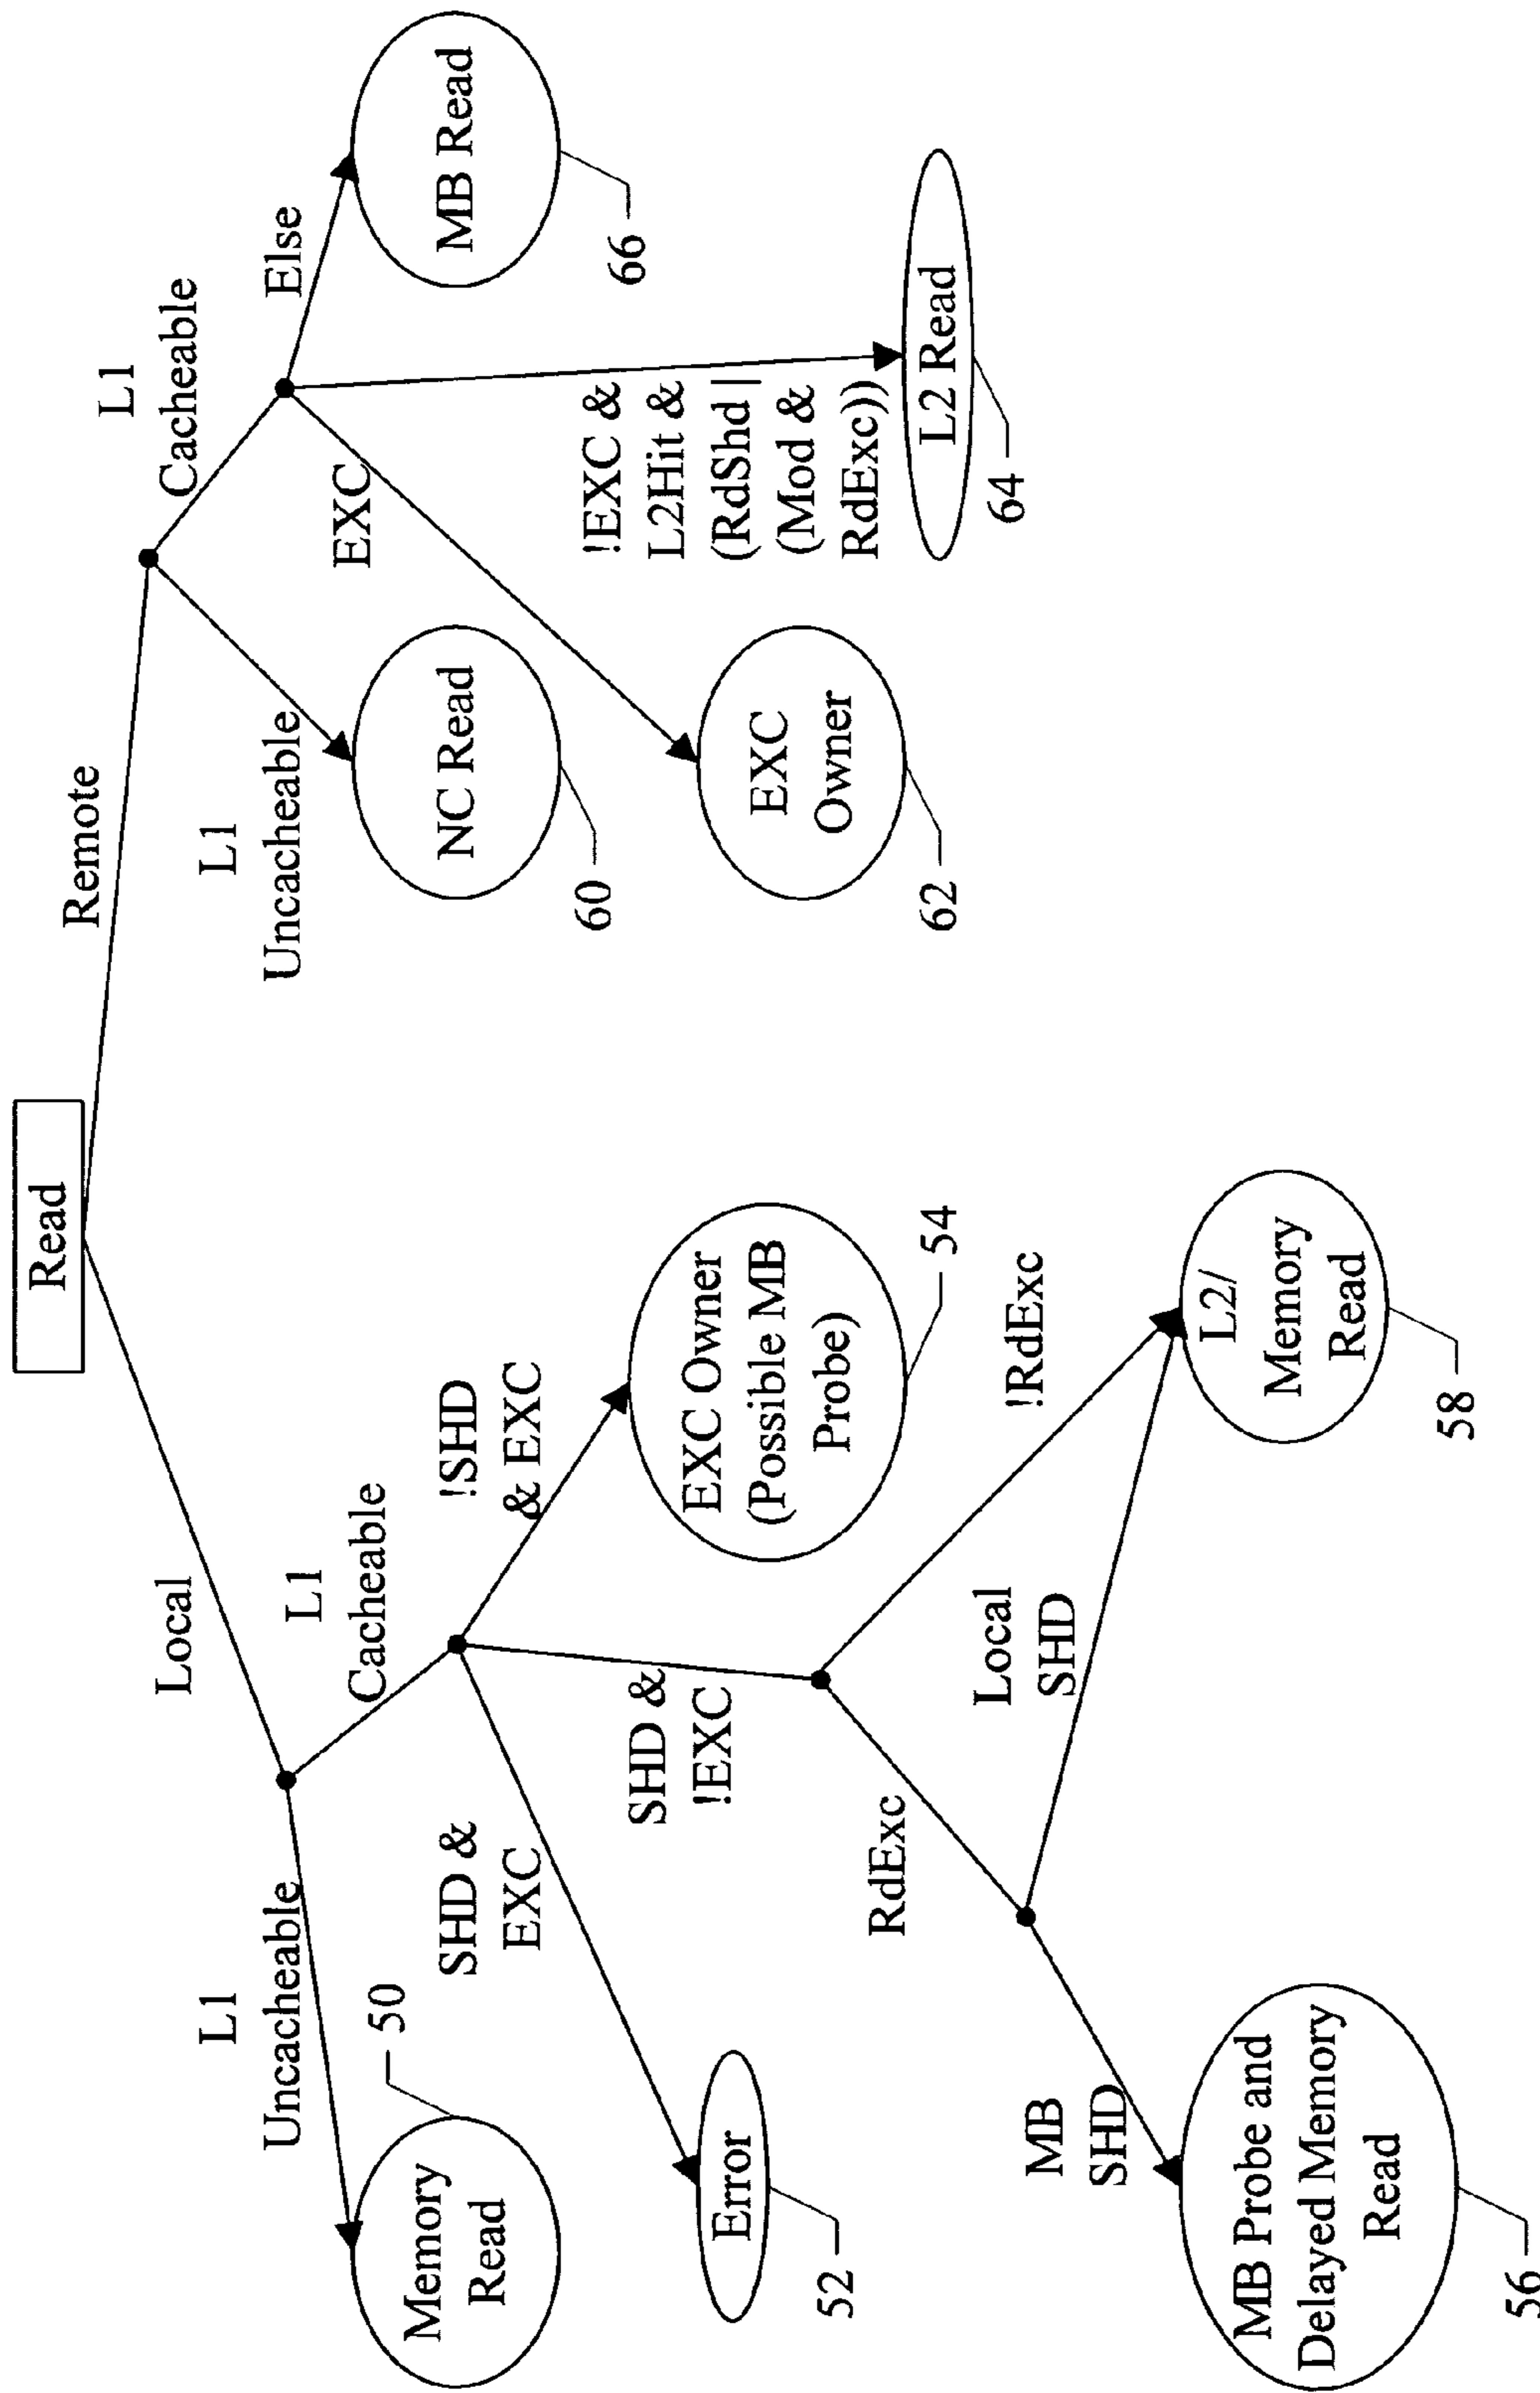 Read
Local
Remote
L1
Uncacheable
L1
Cacheable
L1
Uncacheable
L1
Cacheable
Memory
Read
50
SHD &
EXC
!SHD
& EXC
NC Read
60
EXC
Else
MB Read
66
Error
52
SHD &
!EXC
EXC Owner
(Possible MB
Probe)
54
EXC
Owner
62
!EXC &
L2Hit &
(RdShd |
(Mod &
RdExc))
L2 Read
64
RdExc
!RdExc
MB
SHD
Local
SHD
MB Probe and
Delayed Memory
Read
56
L2/
Memory
Read
58